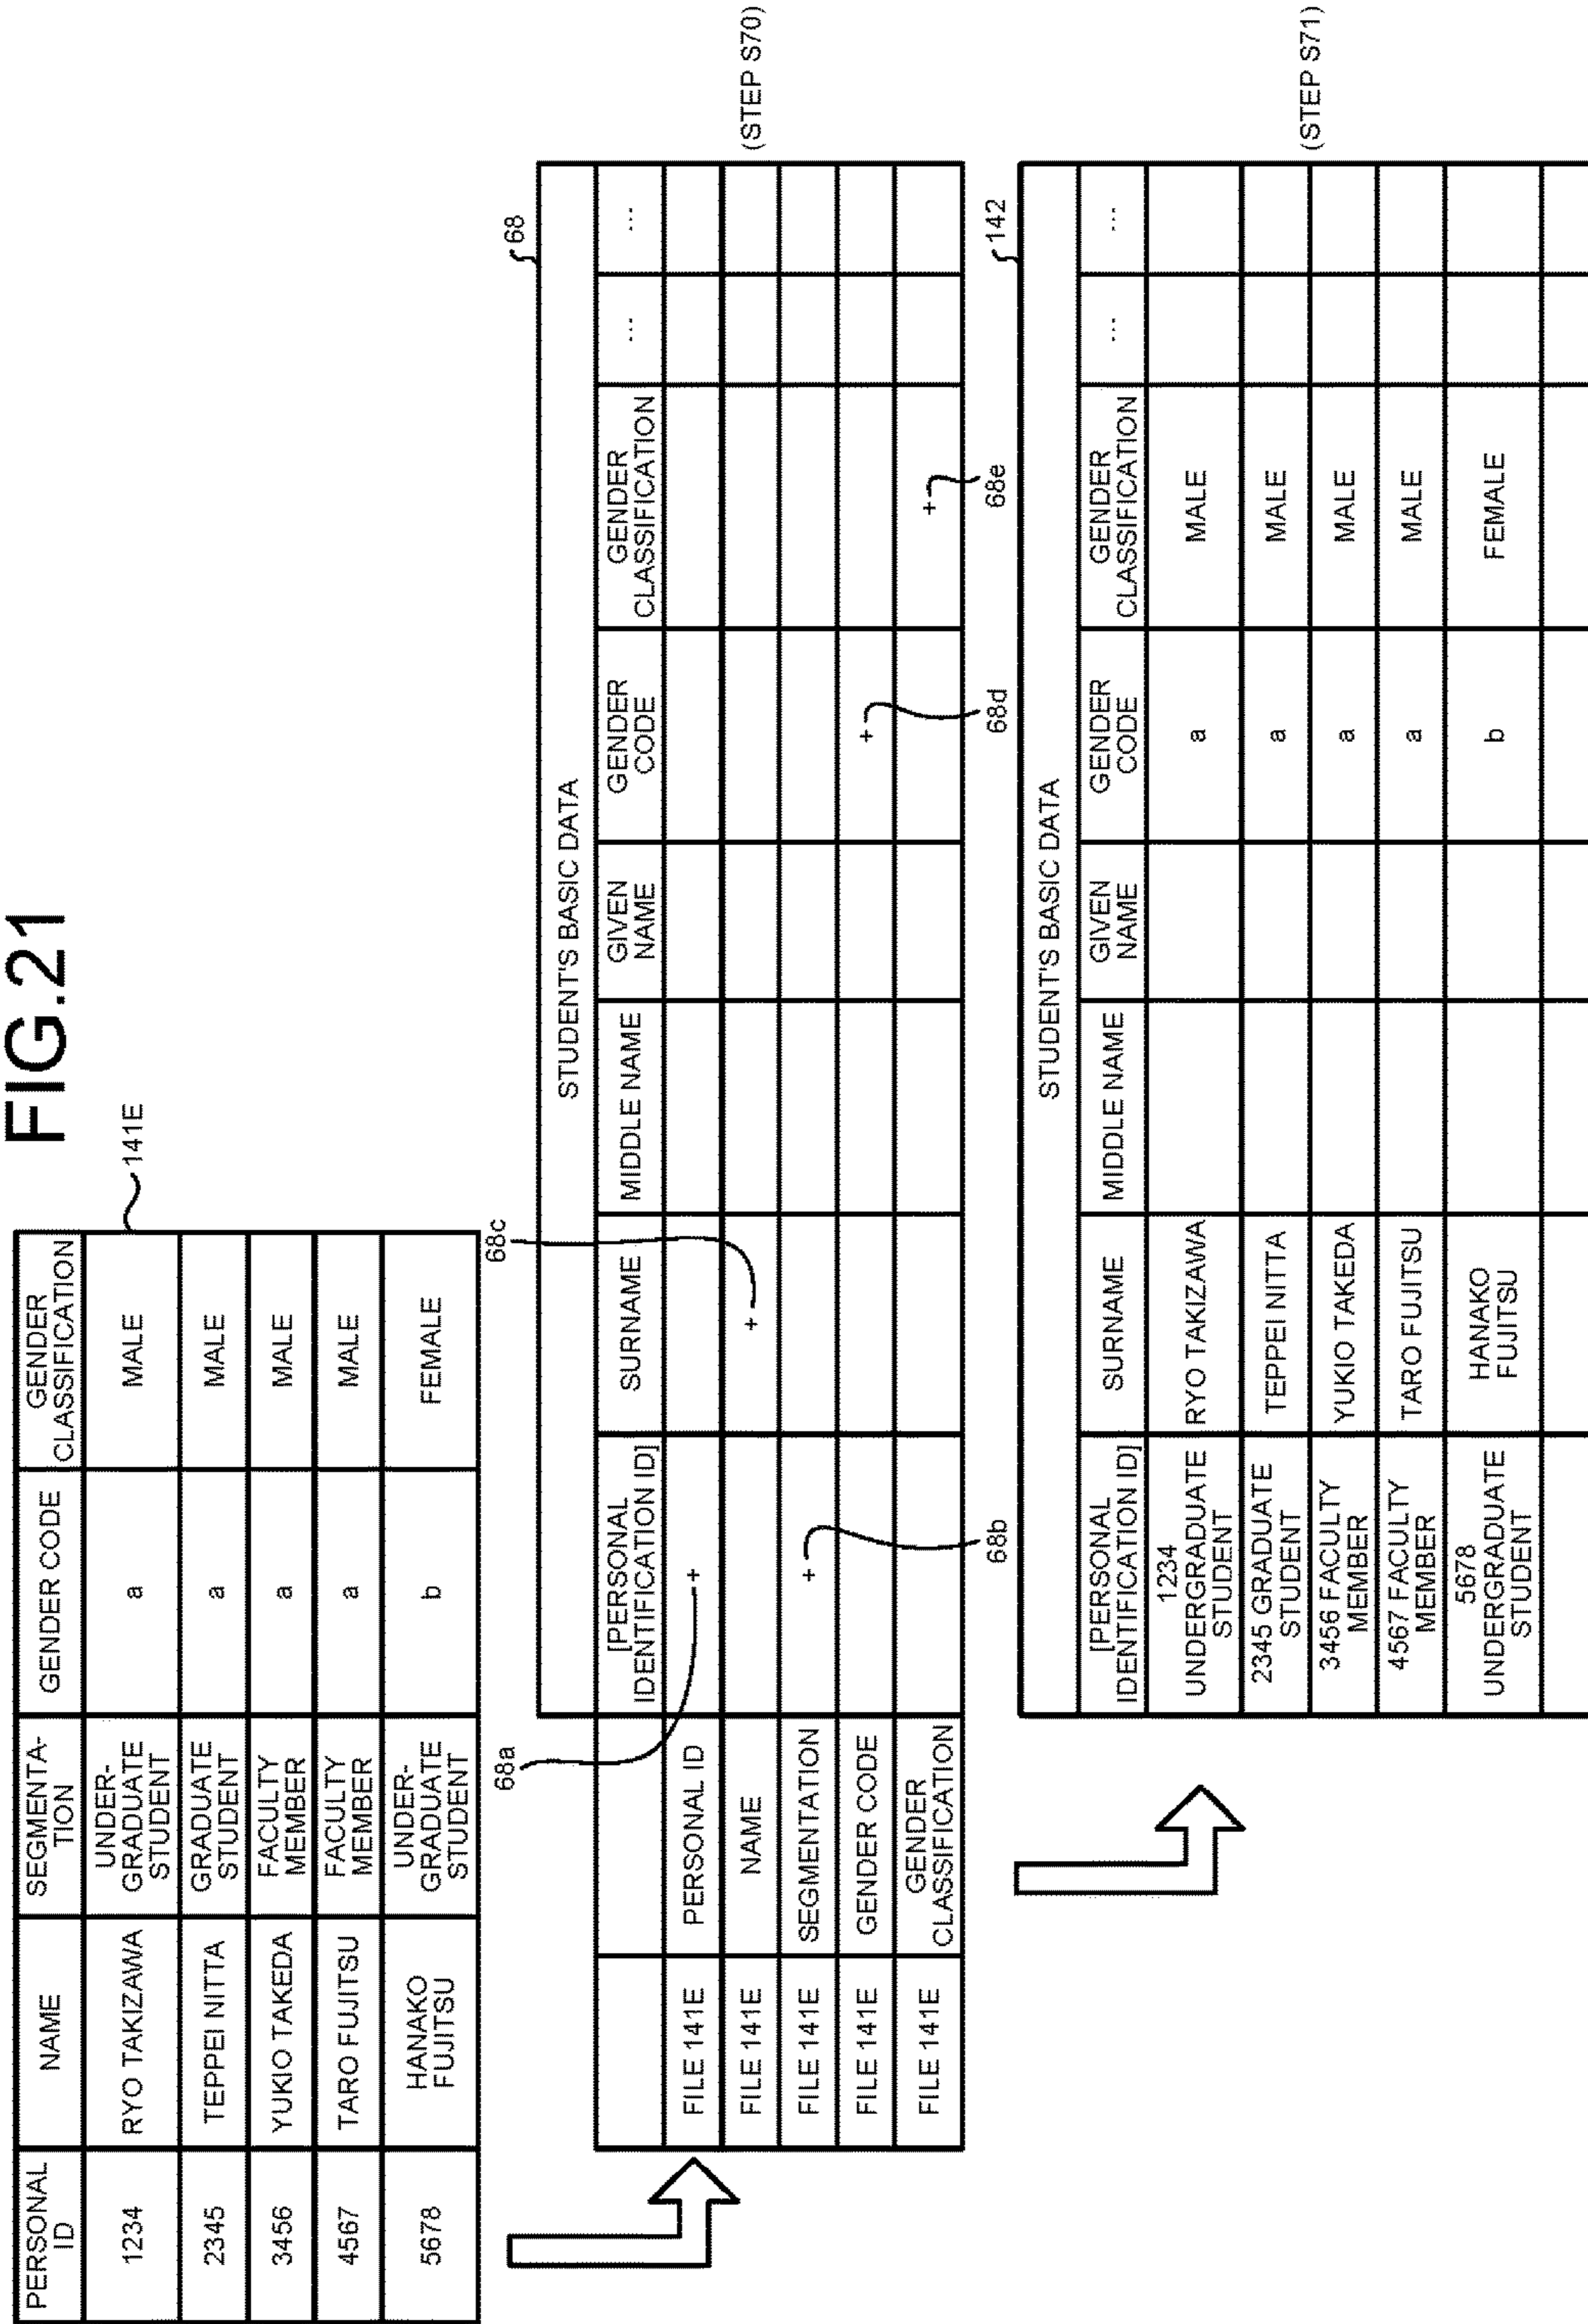 FIG.21
PERSONAL ID NAME SEGMENTA-TION GENDER CODE GENDER CLASSIFICATION
1234 RYO TAKIZAWA UNDER-GRADUATE STUDENT a MALE
141E
2345 TEPPEI NITTA GRADUATE STUDENT a MALE
3456 YUKIO TAKEDA FACULTY MEMBER a MALE
4567 TARO FUJITSU FACULTY MEMBER a MALE
5678 HANAKO FUJITSU UNDER-GRADUATE STUDENT b FEMALE
68a
68c
68
STUDENT'S BASIC DATA
[PERSONAL IDENTIFICATION ID] SURNAME MIDDLE NAME GIVEN NAME GENDER CODE GENDER CLASSIFICATION ... ...
FILE 141E PERSONAL ID +
FILE 141E NAME +
(STEP S70)
FILE 141E SEGMENTATION +
FILE 141E GENDER CODE +
FILE 141E GENDER CLASSIFICATION +
68b
68d
68e
142
STUDENT'S BASIC DATA
[PERSONAL IDENTIFICATION ID] SURNAME MIDDLE NAME GIVEN NAME GENDER CODE GENDER CLASSIFICATION ... ...
1234 UNDERGRADUATE STUDENT RYO TAKIZAWA a MALE
2345 GRADUATE STUDENT TEPPEI NITTA a MALE
(STEP S71)
3456 FACULTY MEMBER YUKIO TAKEDA a MALE
4567 FACULTY MEMBER TARO FUJITSU a MALE
5678 UNDERGRADUATE STUDENT HANAKO FUJITSU b FEMALE